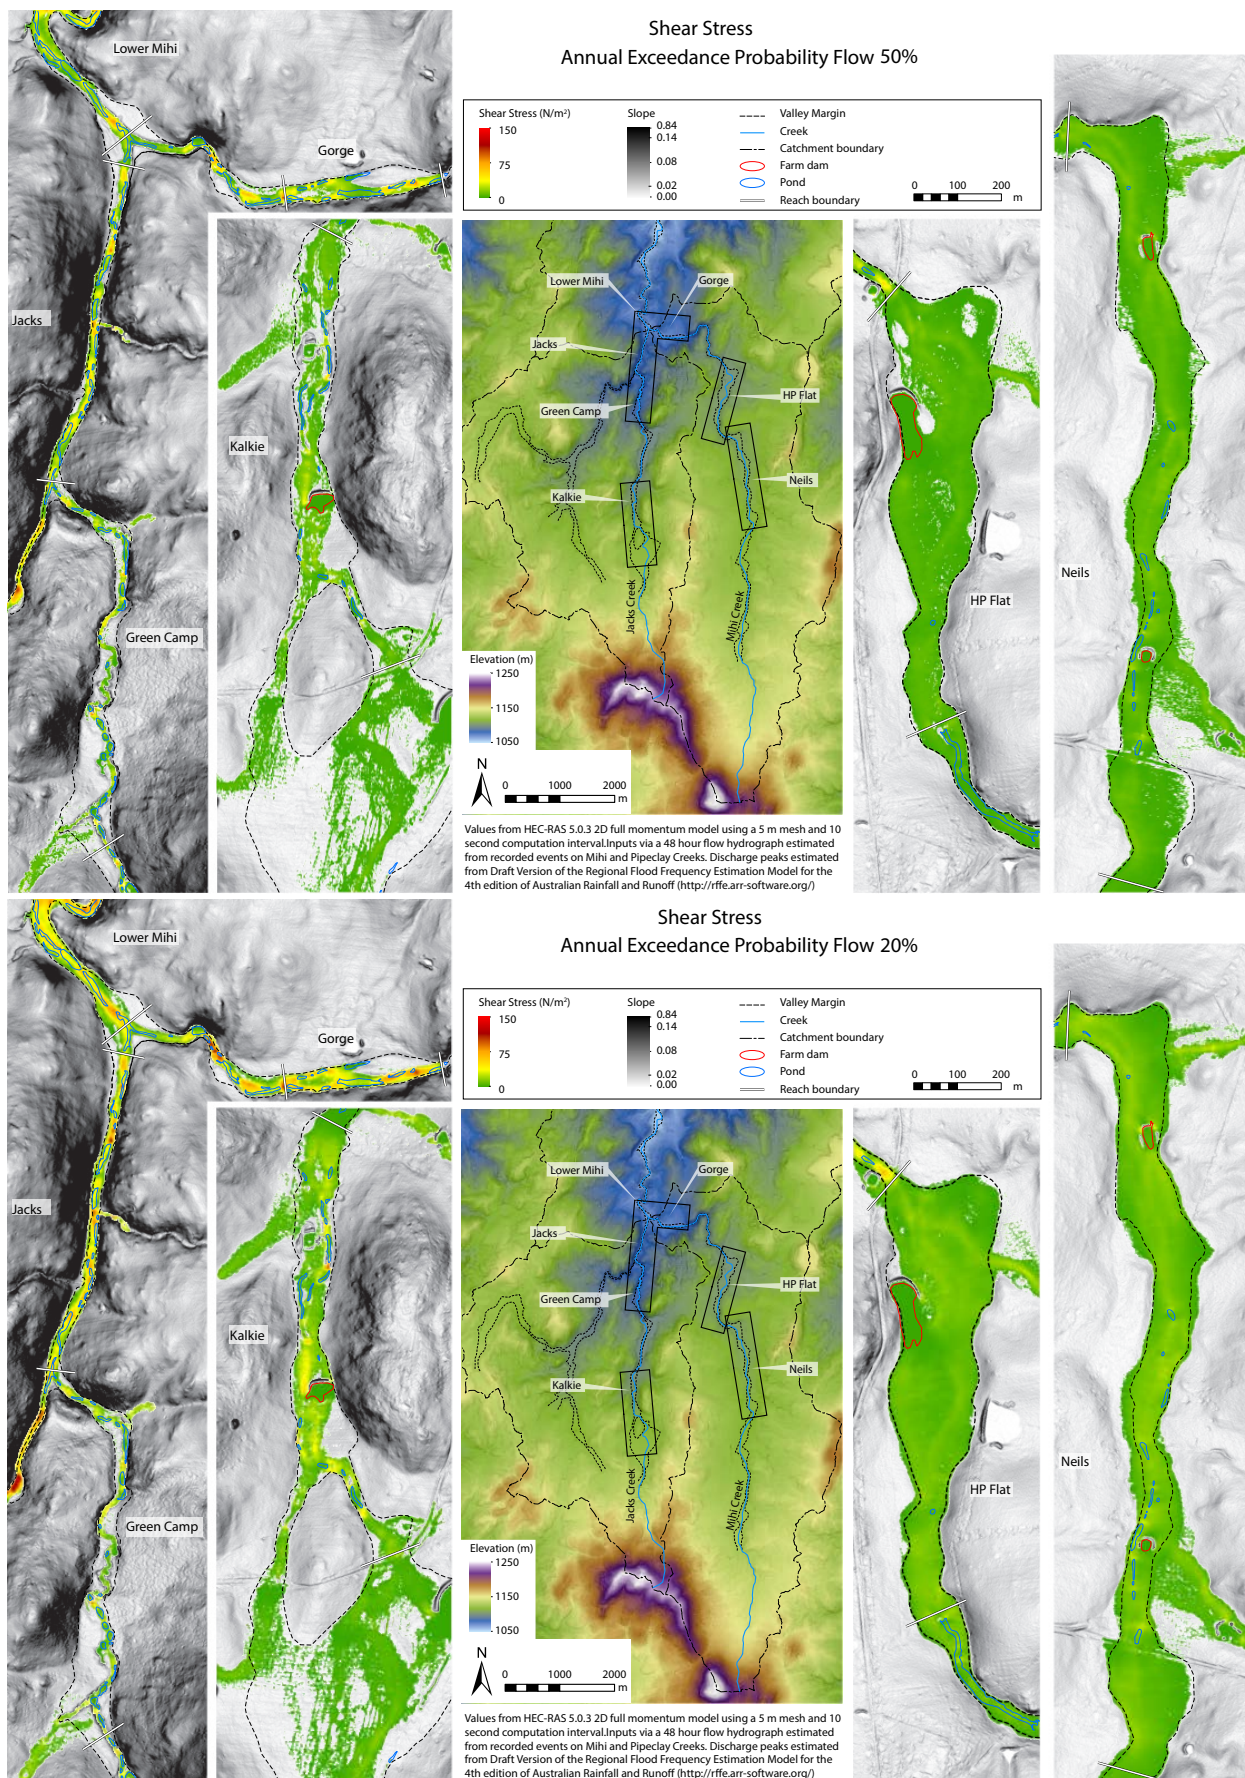 Shear Stress
Annual Exceedance Probability Flow 50%
Lower Mihi
Gorge
Jacks
Kalkie
Green Camp
Shear Stress (N/m²)
150
75
0
Slope
0.84
0.14
0.08
0.02
0.00
Valley Margin
Creek
Catchment boundary
Farm dam
Pond
Reach boundary
0 100 200
m
Lower Mihi
Gorge
Jacks
HP Flat
Green Camp
Neils
Kalkie
Jacks Creek
Mihi Creek
Elevation (m)
1250
1150
1050
N
0 1000 2000
m
Values from HEC-RAS 5.0.3 2D full momentum model using a 5 m mesh and 10
second computation interval.Inputs via a 48 hour flow hydrograph estimated
from recorded events on Mihi and Pipeclay Creeks. Discharge peaks estimated
from Draft Version of the Regional Flood Frequency Estimation Model for the
4th edition of Australian Rainfall and Runoff (http://rffe.arr-software.org/)
HP Flat
Neils
Shear Stress
Annual Exceedance Probability Flow 20%
Lower Mihi
Gorge
Jacks
Kalkie
Green Camp
Shear Stress (N/m²)
150
75
0
Slope
0.84
0.14
0.08
0.02
0.00
Valley Margin
Creek
Catchment boundary
Farm dam
Pond
Reach boundary
0 100 200
m
Lower Mihi
Gorge
Jacks
HP Flat
Green Camp
Neils
Kalkie
Jacks Creek
Mihi Creek
Elevation (m)
1250
1150
1050
N
0 1000 2000
m
Values from HEC-RAS 5.0.3 2D full momentum model using a 5 m mesh and 10
second computation interval.Inputs via a 48 hour flow hydrograph estimated
from recorded events on Mihi and Pipeclay Creeks. Discharge peaks estimated
from Draft Version of the Regional Flood Frequency Estimation Model for the
4th edition of Australian Rainfall and Runoff (http://rffe.arr-software.org/)
HP Flat
Neils